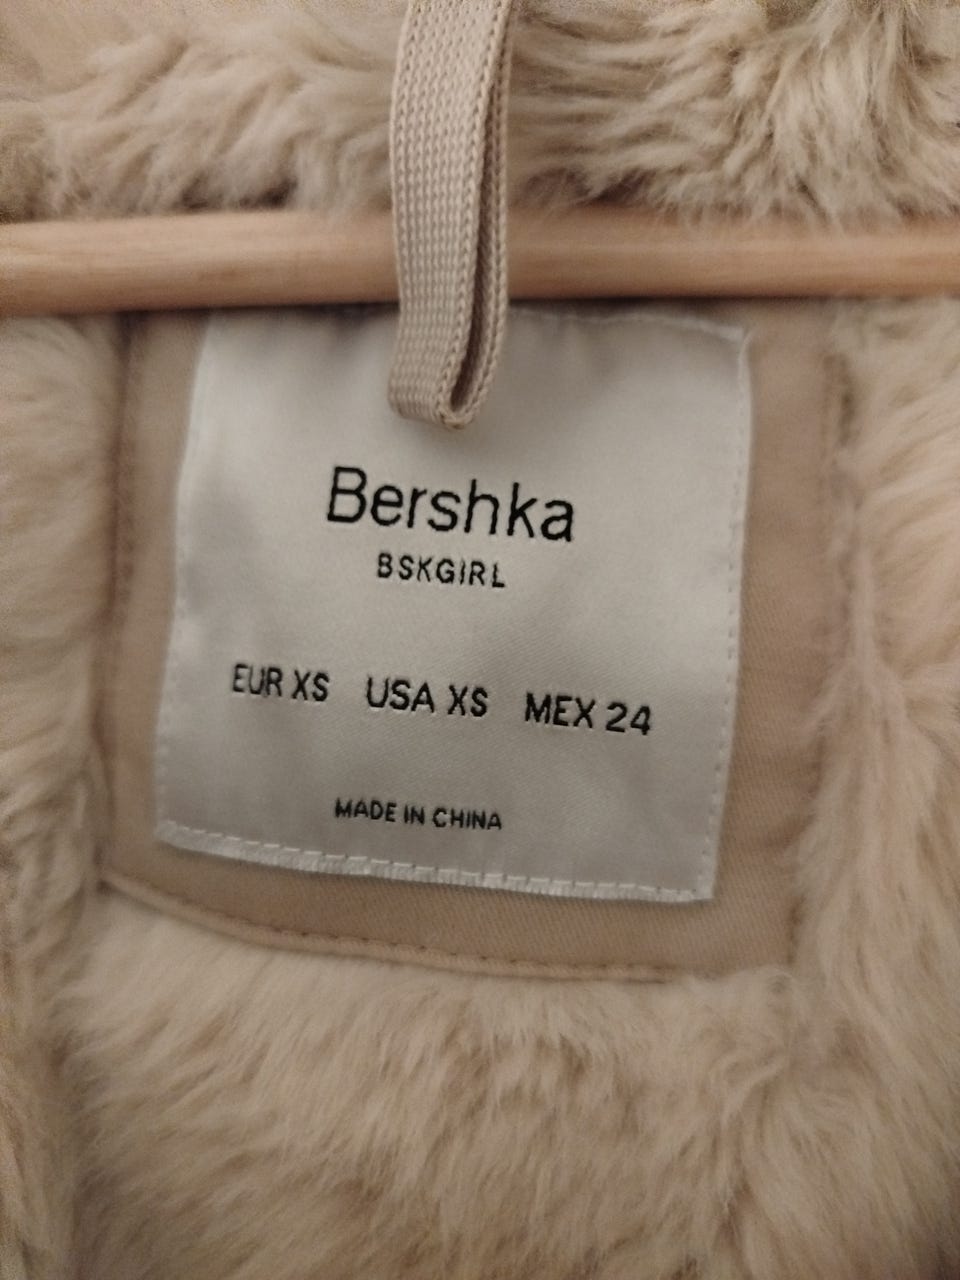 Bershka
BSKGIRL
EUR XS USA XS MEX 24
MADE IN CHINA